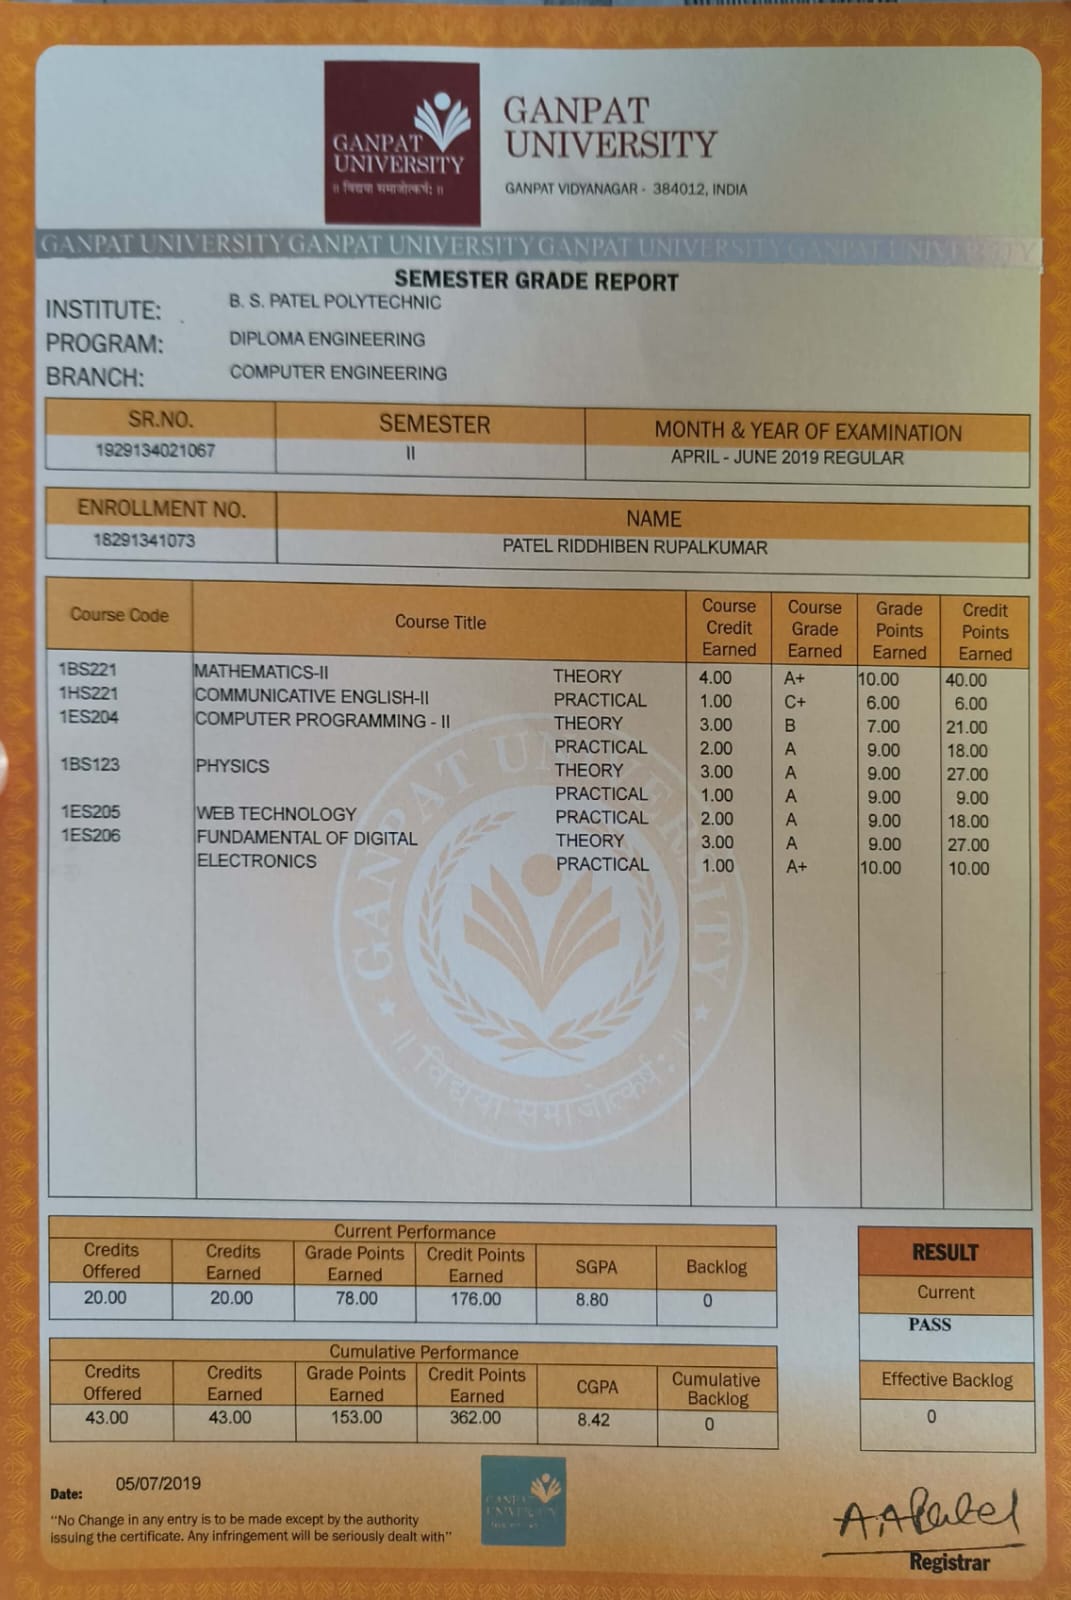 GANPAT
UNIVERSITY
॥ विद्यया समाजोत्कर्षः ॥
GANPAT
UNIVERSITY
GANPAT VIDYANAGAR - 384012, INDIA
GANPAT UNIVERSITY GANPAT UNIVERSITY GANPAT UNIVERSITY GANPAT UNIVERSITY
SEMESTER GRADE REPORT
INSTITUTE: B. S. PATEL POLYTECHNIC
PROGRAM: DIPLOMA ENGINEERING
BRANCH: COMPUTER ENGINEERING
SR.NO. SEMESTER MONTH & YEAR OF EXAMINATION
1929134021067 II APRIL - JUNE 2019 REGULAR
ENROLLMENT NO. NAME
18291341073 PATEL RIDDHIBEN RUPALKUMAR
Course Code Course Title Course Credit Earned Course Grade Earned Grade Points Earned Credit Points Earned
1BS221 MATHEMATICS-II THEORY 4.00 A+ 10.00 40.00
1HS221 COMMUNICATIVE ENGLISH-II PRACTICAL 1.00 C+ 6.00 6.00
1ES204 COMPUTER PROGRAMMING - II THEORY 3.00 B 7.00 21.00
PRACTICAL 2.00 A 9.00 18.00
1BS123 PHYSICS THEORY 3.00 A 9.00 27.00
PRACTICAL 1.00 A 9.00 9.00
1ES205 WEB TECHNOLOGY PRACTICAL 2.00 A 9.00 18.00
1ES206 FUNDAMENTAL OF DIGITAL THEORY 3.00 A 9.00 27.00
ELECTRONICS PRACTICAL 1.00 A+ 10.00 10.00
GANPAT UNIVERSITY
॥ विद्यया समाजोत्कर्षः ॥
Current Performance
Credits Offered Credits Earned Grade Points Earned Credit Points Earned SGPA Backlog
20.00 20.00 78.00 176.00 8.80 0
Cumulative Performance
Credits Offered Credits Earned Grade Points Earned Credit Points Earned CGPA Cumulative Backlog
43.00 43.00 153.00 362.00 8.42 0
RESULT
Current
PASS
Effective Backlog
0
Date: 05/07/2019
"No Change in any entry is to be made except by the authority
issuing the certificate. Any infringement will be seriously dealt with"
GANPAT
UNIVERSITY
A.A.Patel
Registrar